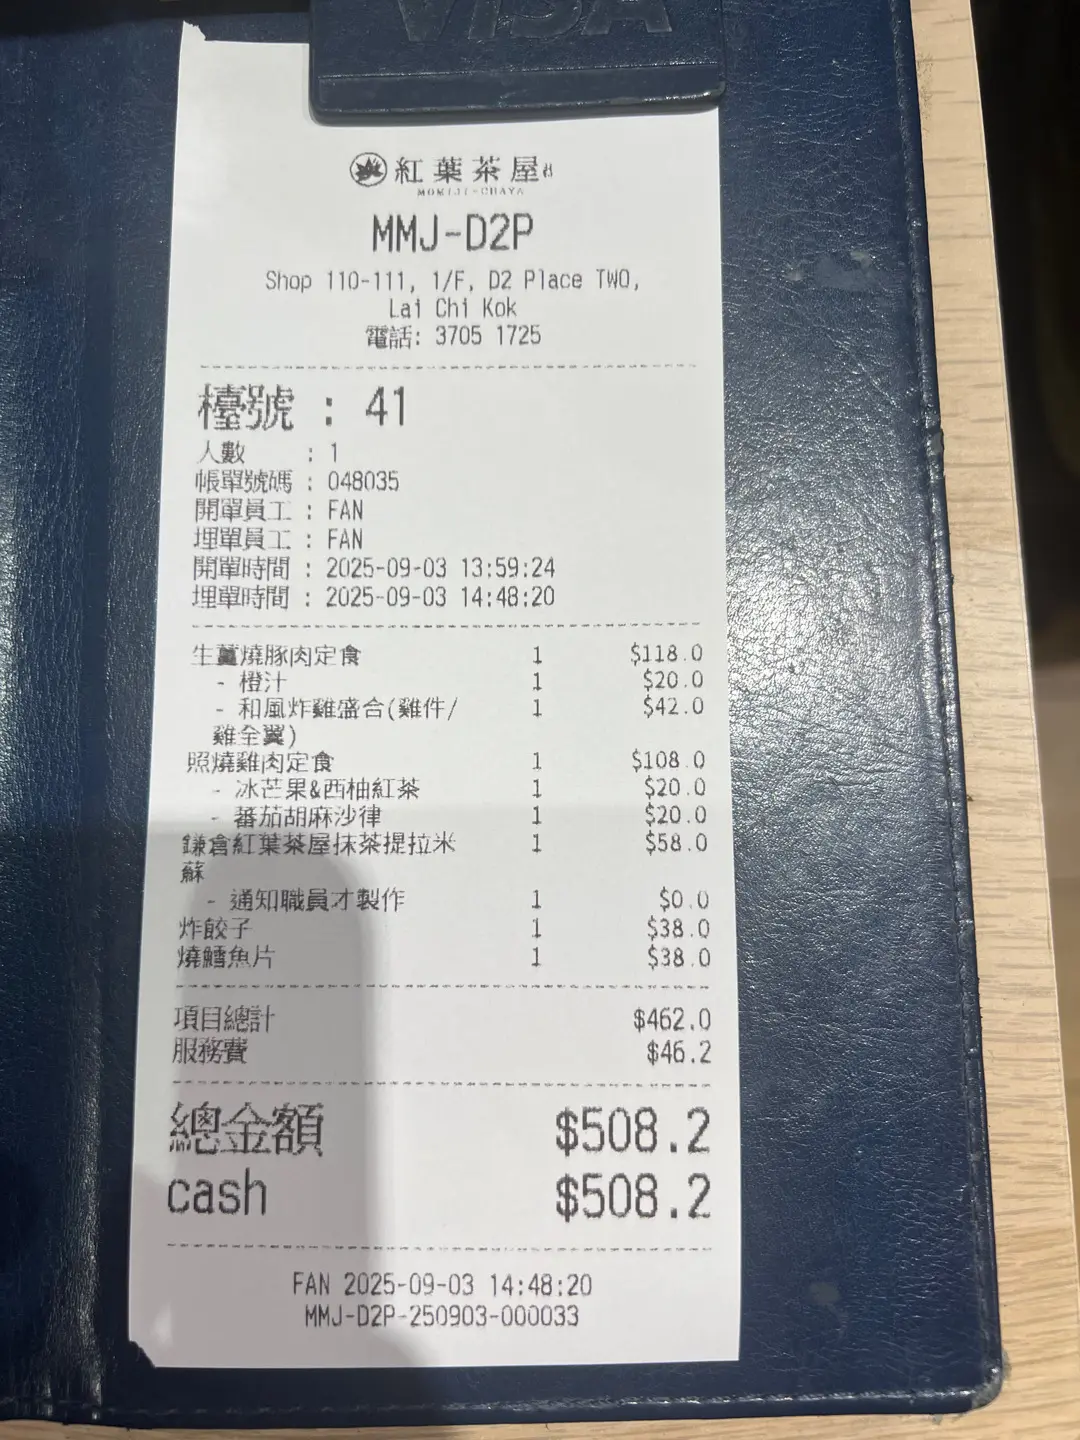 VISA
紅葉茶屋
MOMIJI-CHAYA
MMJ-D2P
Shop 110-111, 1/F, D2 Place TWO,
Lai Chi Kok
電話: 3705 1725
檯號 : 41
人數 : 1
帳單號碼 : 048035
開單員工 : FAN
埋單員工 : FAN
開單時間 : 2025-09-03 13:59:24
埋單時間 : 2025-09-03 14:48:20
生薑燒豚肉定食 1 $118.0
- 橙汁 1 $20.0
- 和風炸雞盛合(雞件/ 1 $42.0
雞全翼)
照燒雞肉定食 1 $108.0
- 冰芒果&西柚紅茶 1 $20.0
- 蕃茄胡麻沙律 1 $20.0
鎌倉紅葉茶屋抹茶提拉米 1 $58.0
蘇
- 通知職員才製作 1 $0.0
炸餃子 1 $38.0
燒鱈魚片 1 $38.0
項目總計 $462.0
服務費 $46.2
總金額 $508.2
cash $508.2
FAN 2025-09-03 14:48:20
MMJ-D2P-250903-000033